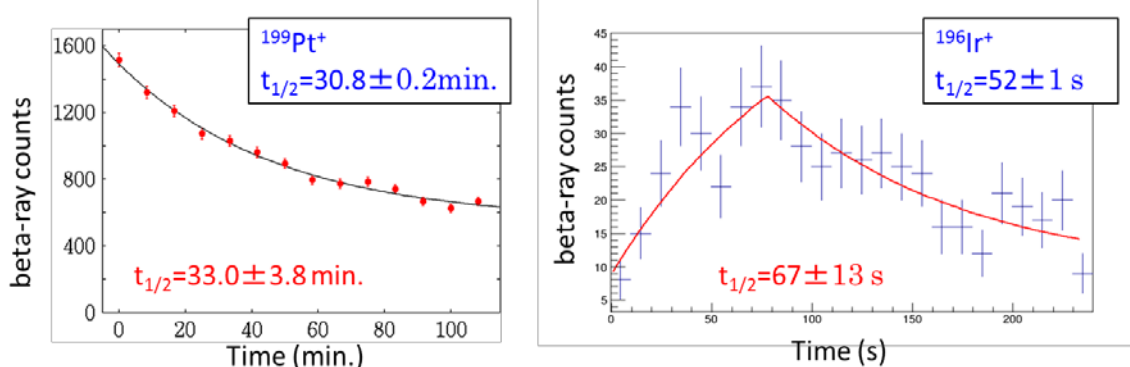 199Pt+
t1/2=30.8±0.2min.
1600
1200
800
400
0
beta-ray counts
t1/2=33.0±3.8 min.
0 20 40 60 80 100
Time (min.)
196Ir+
t1/2=52±1 s
45
40
35
30
25
20
15
10
5
beta-ray counts
t1/2=67±13 s
0 50 100 150 200
Time (s)